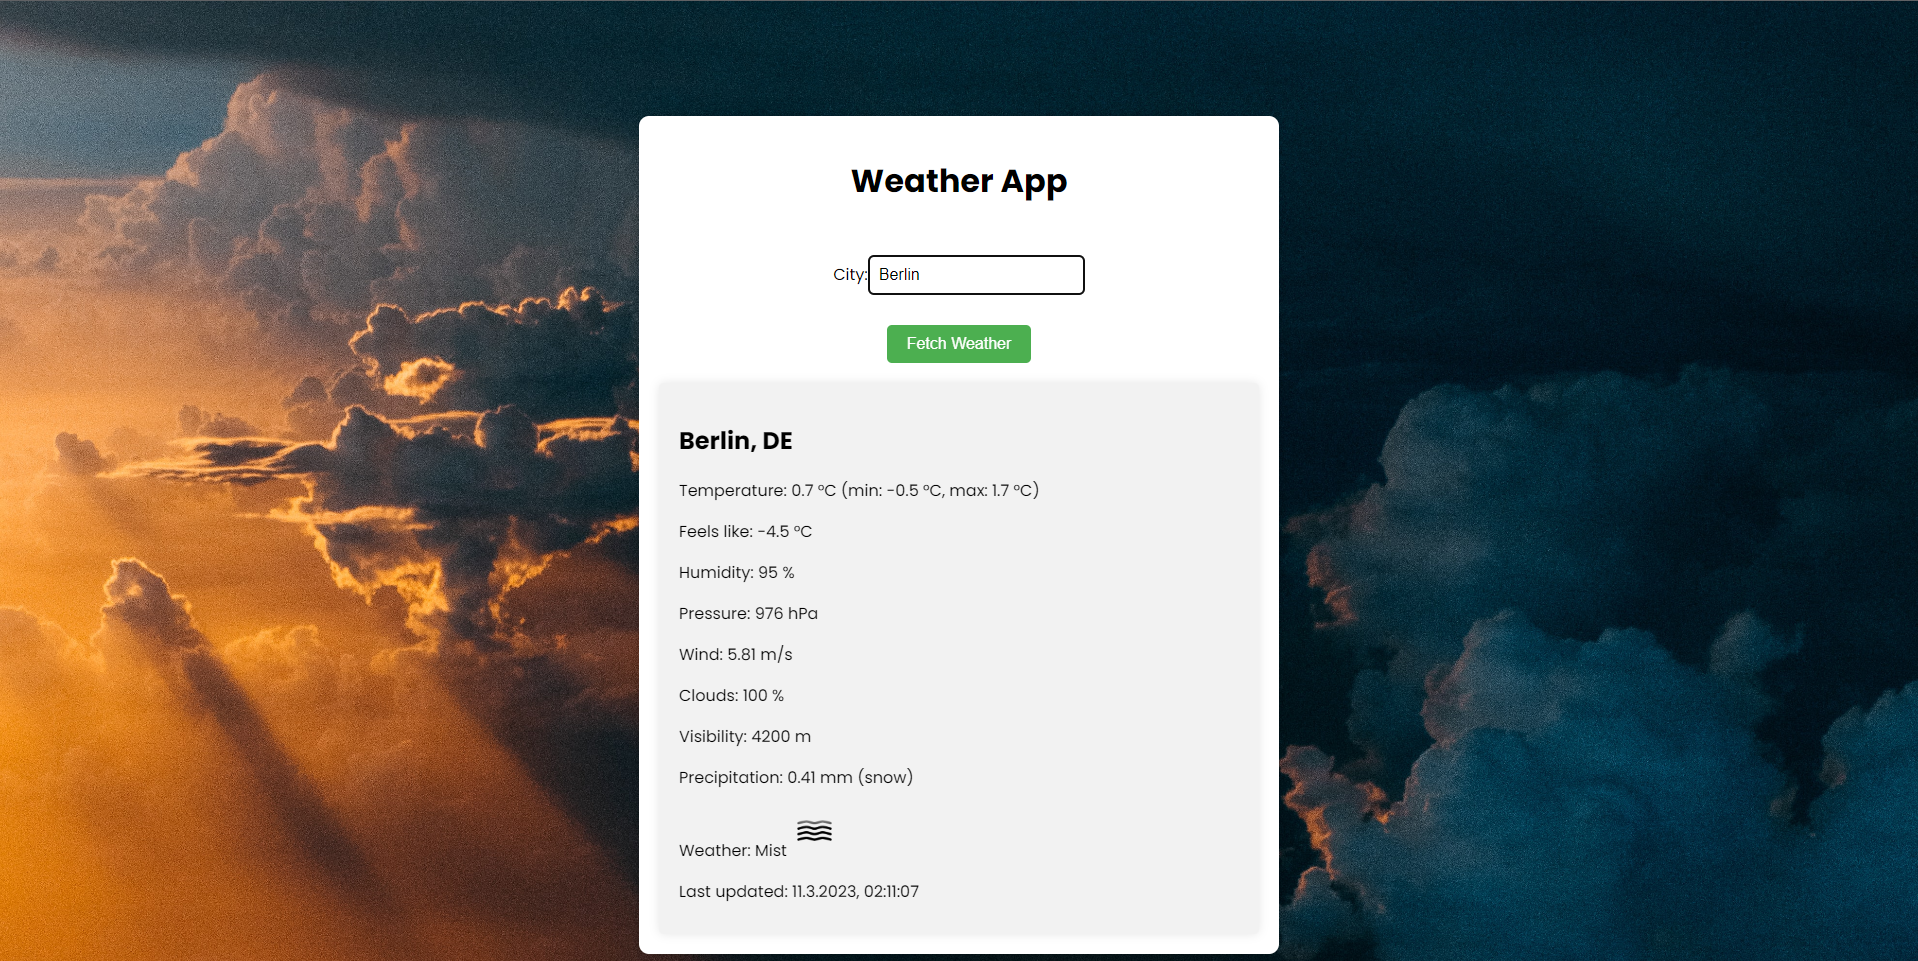 Weather App
City: Berlin
Fetch Weather
Berlin, DE
Temperature: 0.7 °C (min: -0.5 °C, max: 1.7 °C)
Feels like: -4.5 °C
Humidity: 95 %
Pressure: 976 hPa
Wind: 5.81 m/s
Clouds: 100 %
Visibility: 4200 m
Precipitation: 0.41 mm (snow)
Weather: Mist
Last updated: 11.3.2023, 02:11:07